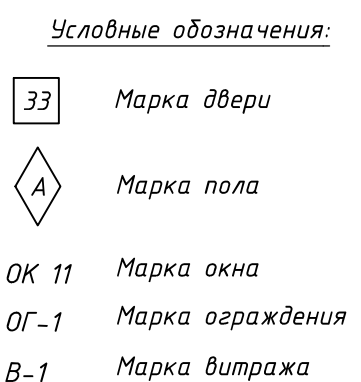 Условные обозначения:
33 Марка двери
А Марка пола
ОК 11 Марка окна
ОГ-1 Марка ограждения
В-1 Марка витража